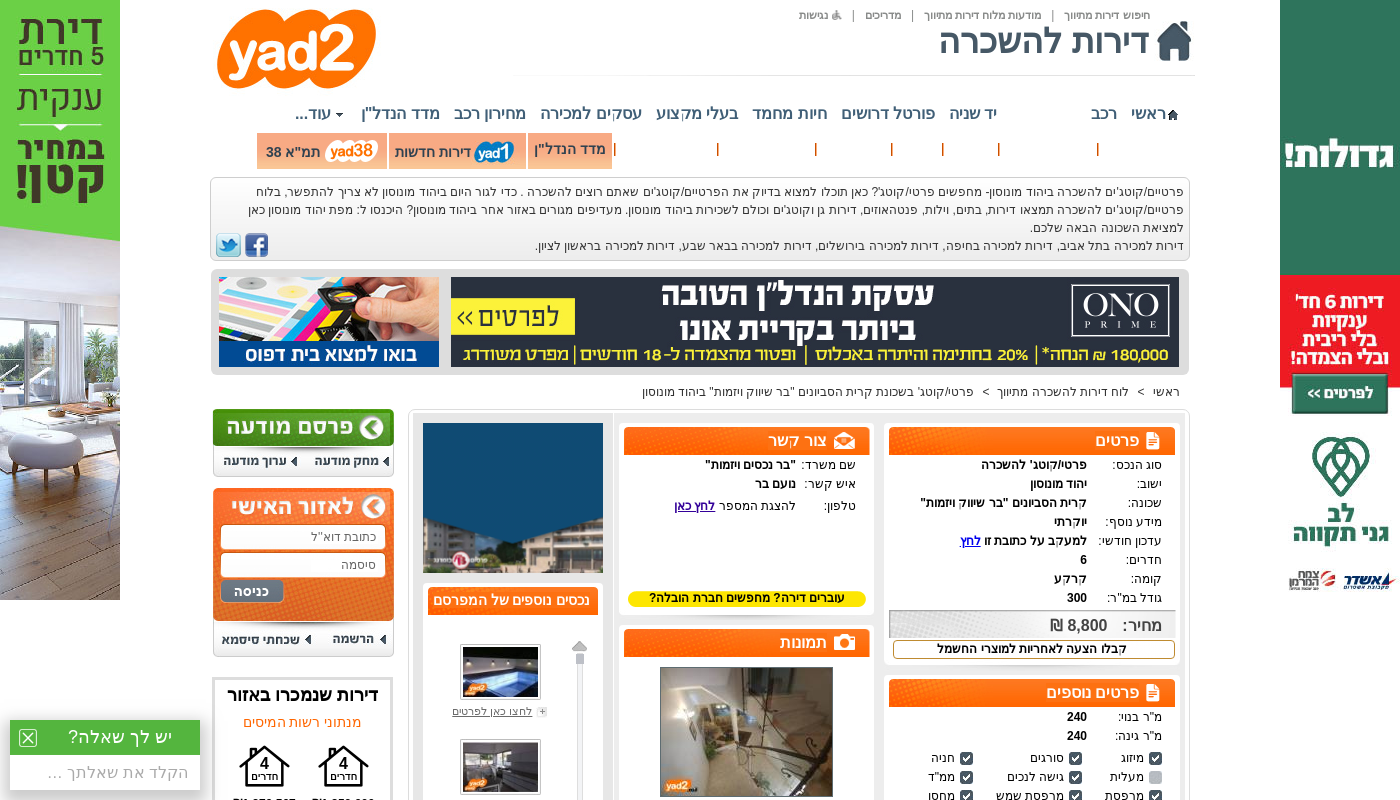 דירת
5 חדרים
ענקית
במחיר
קטן!
yad2
חיפוש דירות מתיווך | מודעות מלוח דירות מתיווך | מדריכים | נגישות
דירות להשכרה
ראשי רכב יד שניה פורטל דרושים חיות מחמד בעלי מקצוע עסקים למכירה מחירון רכב מדד הנדל"ן עוד...
מדד הנדל"ן
yad1 דירות חדשות
yad38 תמ"א 38
פרטיים/קוטג'ים להשכרה ביהוד מונוסון- מחפשים פרטי/קוטג'? כאן תוכלו למצוא בדיוק את הפרטיים/קוטג'ים שאתם רוצים להשכרה . כדי לגור היום ביהוד מונוסון לא צריך להתפשר, בלוח
פרטיים/קוטג'ים להשכרה תמצאו דירות, בתים, וילות, פנטהאוזים, דירות גן וקוטג'ים וכולם לשכירות ביהוד מונוסון. מעדיפים מגורים באזור אחר ביהוד מונוסון? היכנסו ל: מפת יהוד מונוסון כאן
למציאת השכונה הבאה שלכם.
דירות למכירה בתל אביב, דירות למכירה בחיפה, דירות למכירה בירושלים, דירות למכירה בבאר שבע, דירות למכירה בראשון לציון.
ONO
PRIME
עסקת הנדל"ן הטובה
ביותר בקריית אונו
לפרטים >>
180,000 ₪ הנחה* | 20% בחתימה והיתרה באכלוס | ופטור מהצמדה ל-18 חודשים | מפרט משודרג
בואו למצוא בית דפוס
ראשי > לוח דירות להשכרה מתיווך > פרטי/קוטג' בשכונת קרית הסביונים "בר שיווק ויזמות" ביהוד מונוסון
פרטים
סוג הנכס: פרטי/קוטג' להשכרה
ישוב: יהוד מונוסון
שכונה: קרית הסביונים "בר שיווק ויזמות"
מידע נוסף: יוקרתי
עדכון חודשי: למעקב על כתובת זו לחץ
חדרים: 6
קומה: קרקע
גודל במ"ר: 300
מחיר: 8,800 ₪
קבלו הצעה לאחריות למוצרי החשמל
פרטים נוספים
מ"ר בנוי: 240
מ"ר גינה: 240
מיזוג סורגים חניה
מעלית גישה לנכים ממ"ד
מרפסת מרפסת שמש מחסן
צור קשר
שם משרד: "בר נכסים ויזמות"
איש קשר: נועם בר
טלפון: להצגת המספר לחץ כאן
עוברים דירה? מחפשים חברת הובלה?
תמונות
yad2
נכסים נוספים של המפרסם
לחצו כאן לפרטים
פרסם מודעה
מחק מודעה
ערוך מודעה
לאזור האישי
כתובת דוא"ל
סיסמה
כניסה
הרשמה
שכחתי סיסמא
דירות שנמכרו באזור
מנתוני רשות המיסים
4 חדרים
4 חדרים
יש לך שאלה?
הקלד את שאלתך ...
גדולות!
דירות 6 חד'
ענקיות
בלי ריבית
ובלי הצמדה!
לפרטים >>
לב
גני תקווה
אשדר
צמח
המרמן